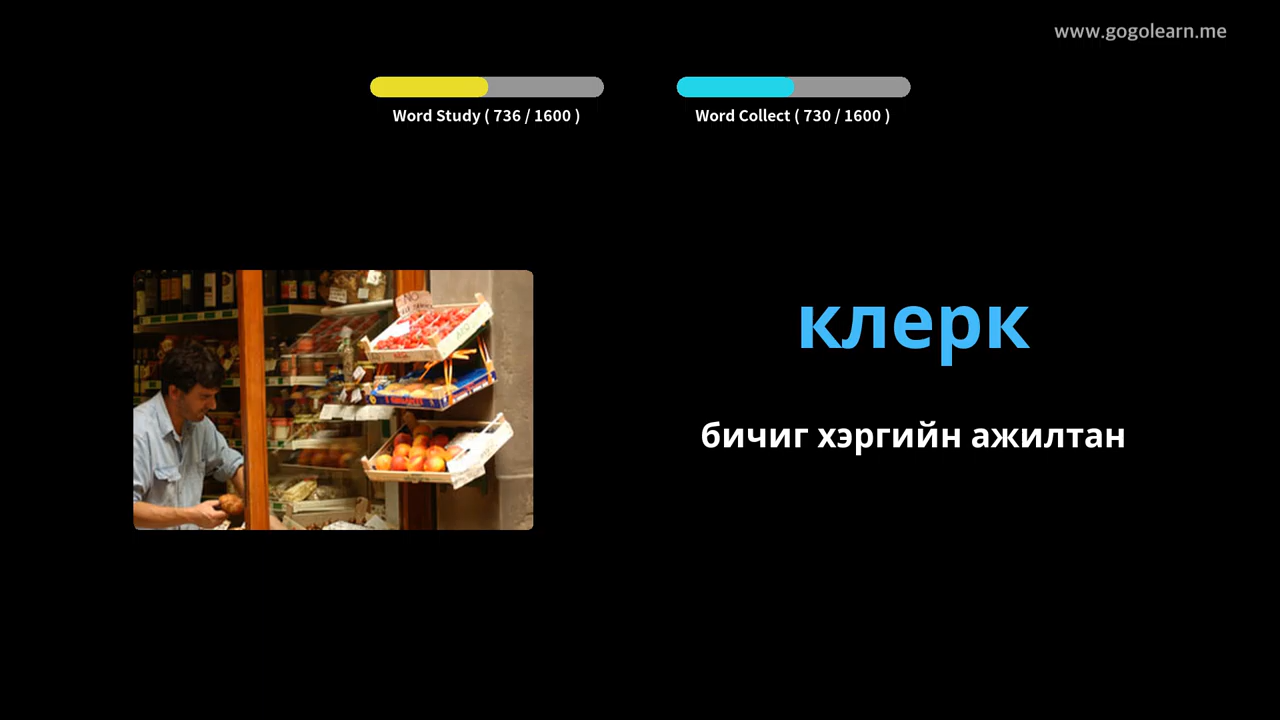 www.gogolearn.me
Word Study ( 736 / 1600 )
Word Collect ( 730 / 1600 )
клерк
бичиг хэргийн ажилтан